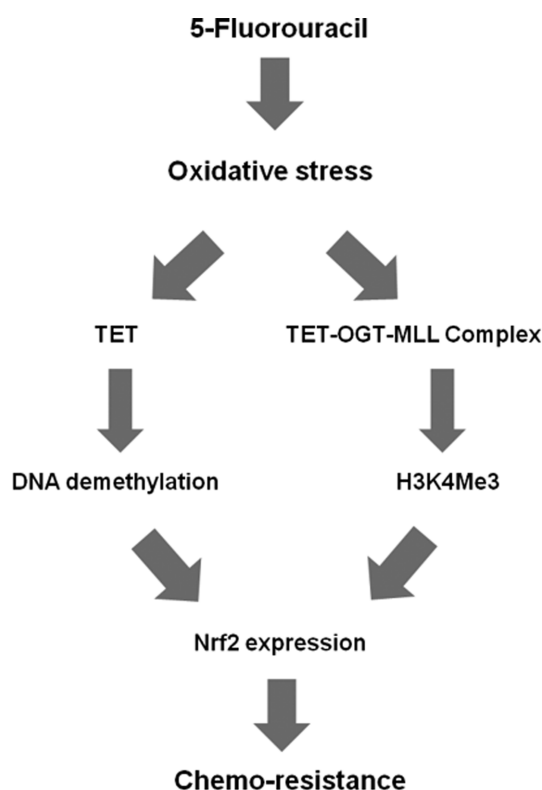 5-Fluorouracil
Oxidative stress
TET
TET-OGT-MLL Complex
DNA demethylation
H3K4Me3
Nrf2 expression
Chemo-resistance